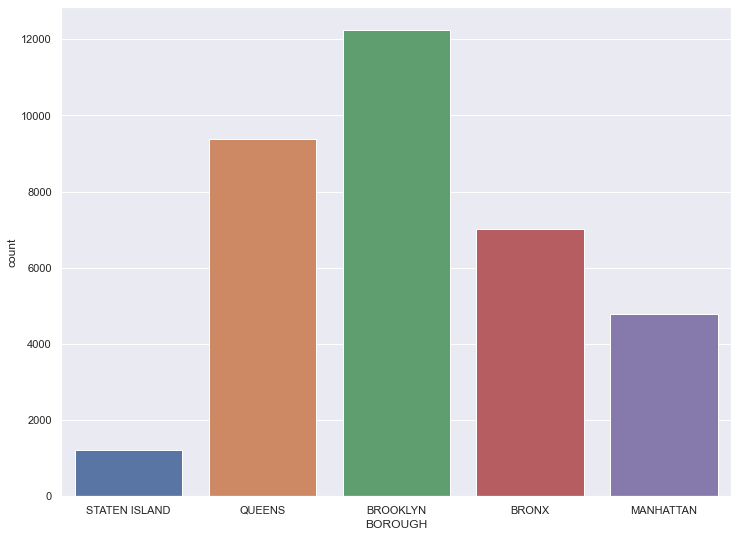 12000
10000
8000
6000
4000
2000
0
count
STATEN ISLAND QUEENS BROOKLYN BRONX MANHATTAN
BOROUGH